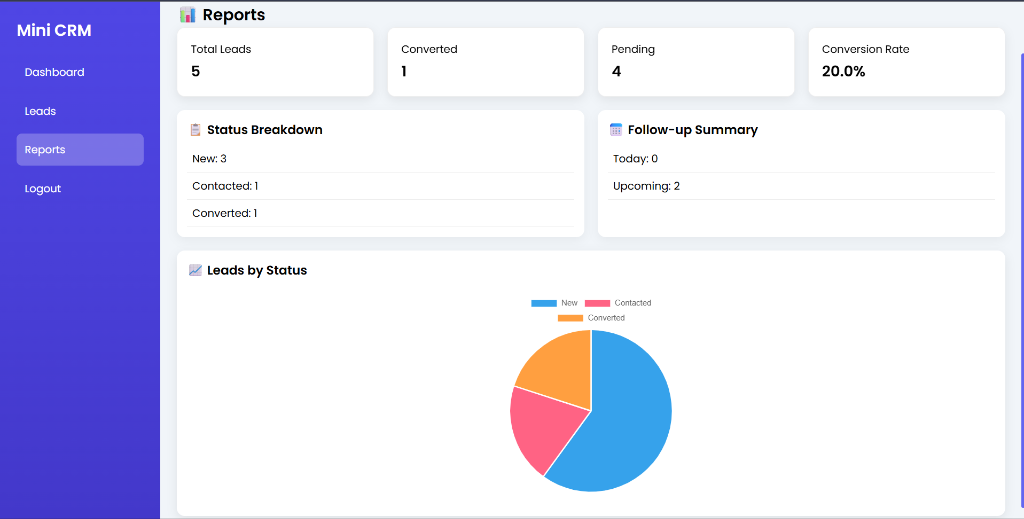 Mini CRM
Dashboard
Leads
Reports
Logout
Reports
Total Leads
5
Converted
1
Pending
4
Conversion Rate
20.0%
Status Breakdown
New: 3
Contacted: 1
Converted: 1
Follow-up Summary
Today: 0
Upcoming: 2
Leads by Status
New Contacted
Converted